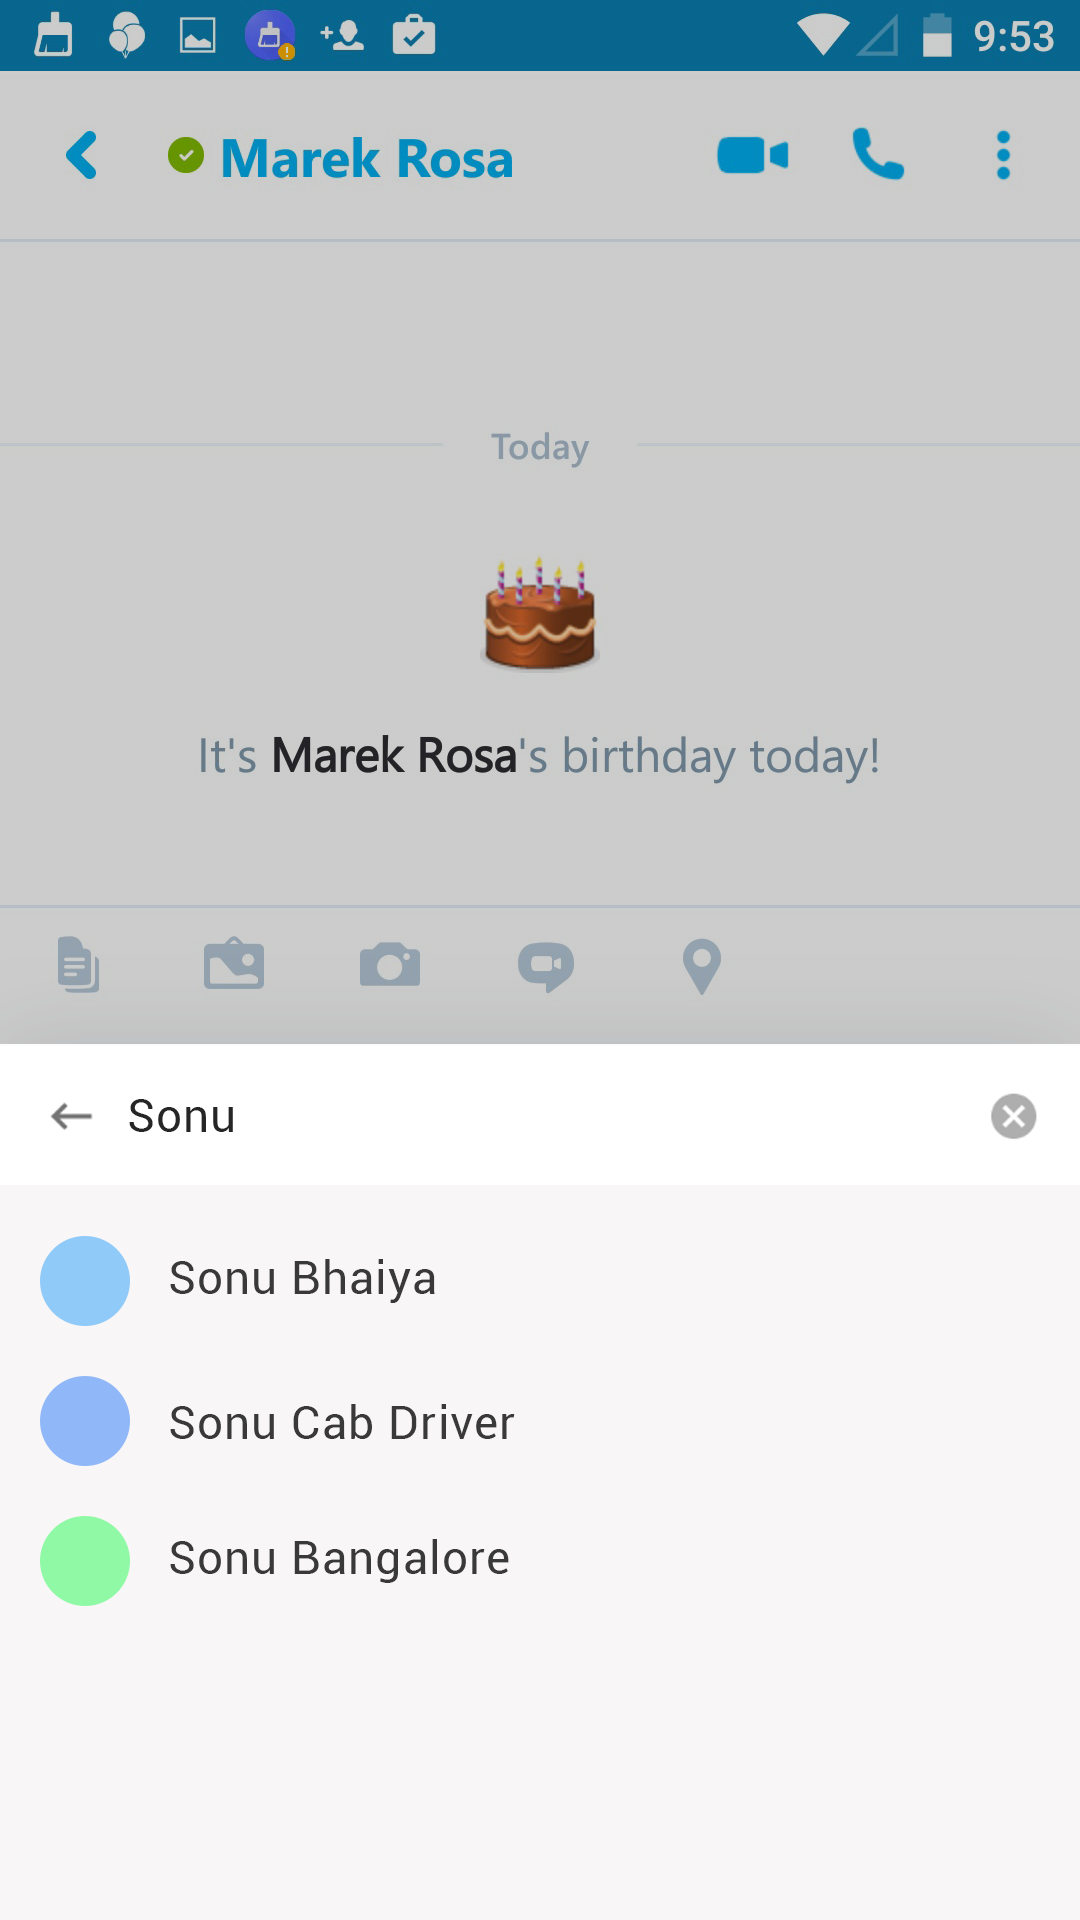 9:53
Marek Rosa
Today
It's Marek Rosa's birthday today!
Sonu
Sonu Bhaiya
Sonu Cab Driver
Sonu Bangalore